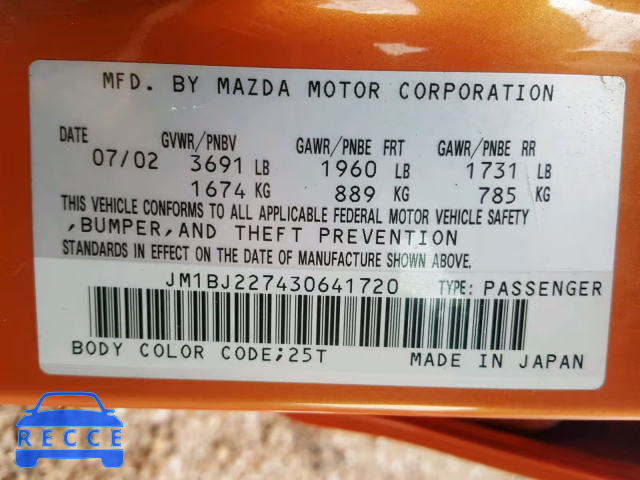 MFD. BY MAZDA MOTOR CORPORATION
DATE GVWR/PNBV GAWR/PNBE FRT GAWR/PNBE RR
07/02 3691 LB 1960 LB 1731 LB
1674 KG 889 KG 785 KG
THIS VEHICLE CONFORMS TO ALL APPLICABLE FEDERAL MOTOR VEHICLE SAFETY
,BUMPER,AND THEFT PREVENTION
STANDARDS IN EFFECT ON THE DATE OF MANUFACTURE SHOWN ABOVE.
JM1BJ227430641720 TYPE: PASSENGER
BODY COLOR CODE;25T MADE IN JAPAN
RECCE